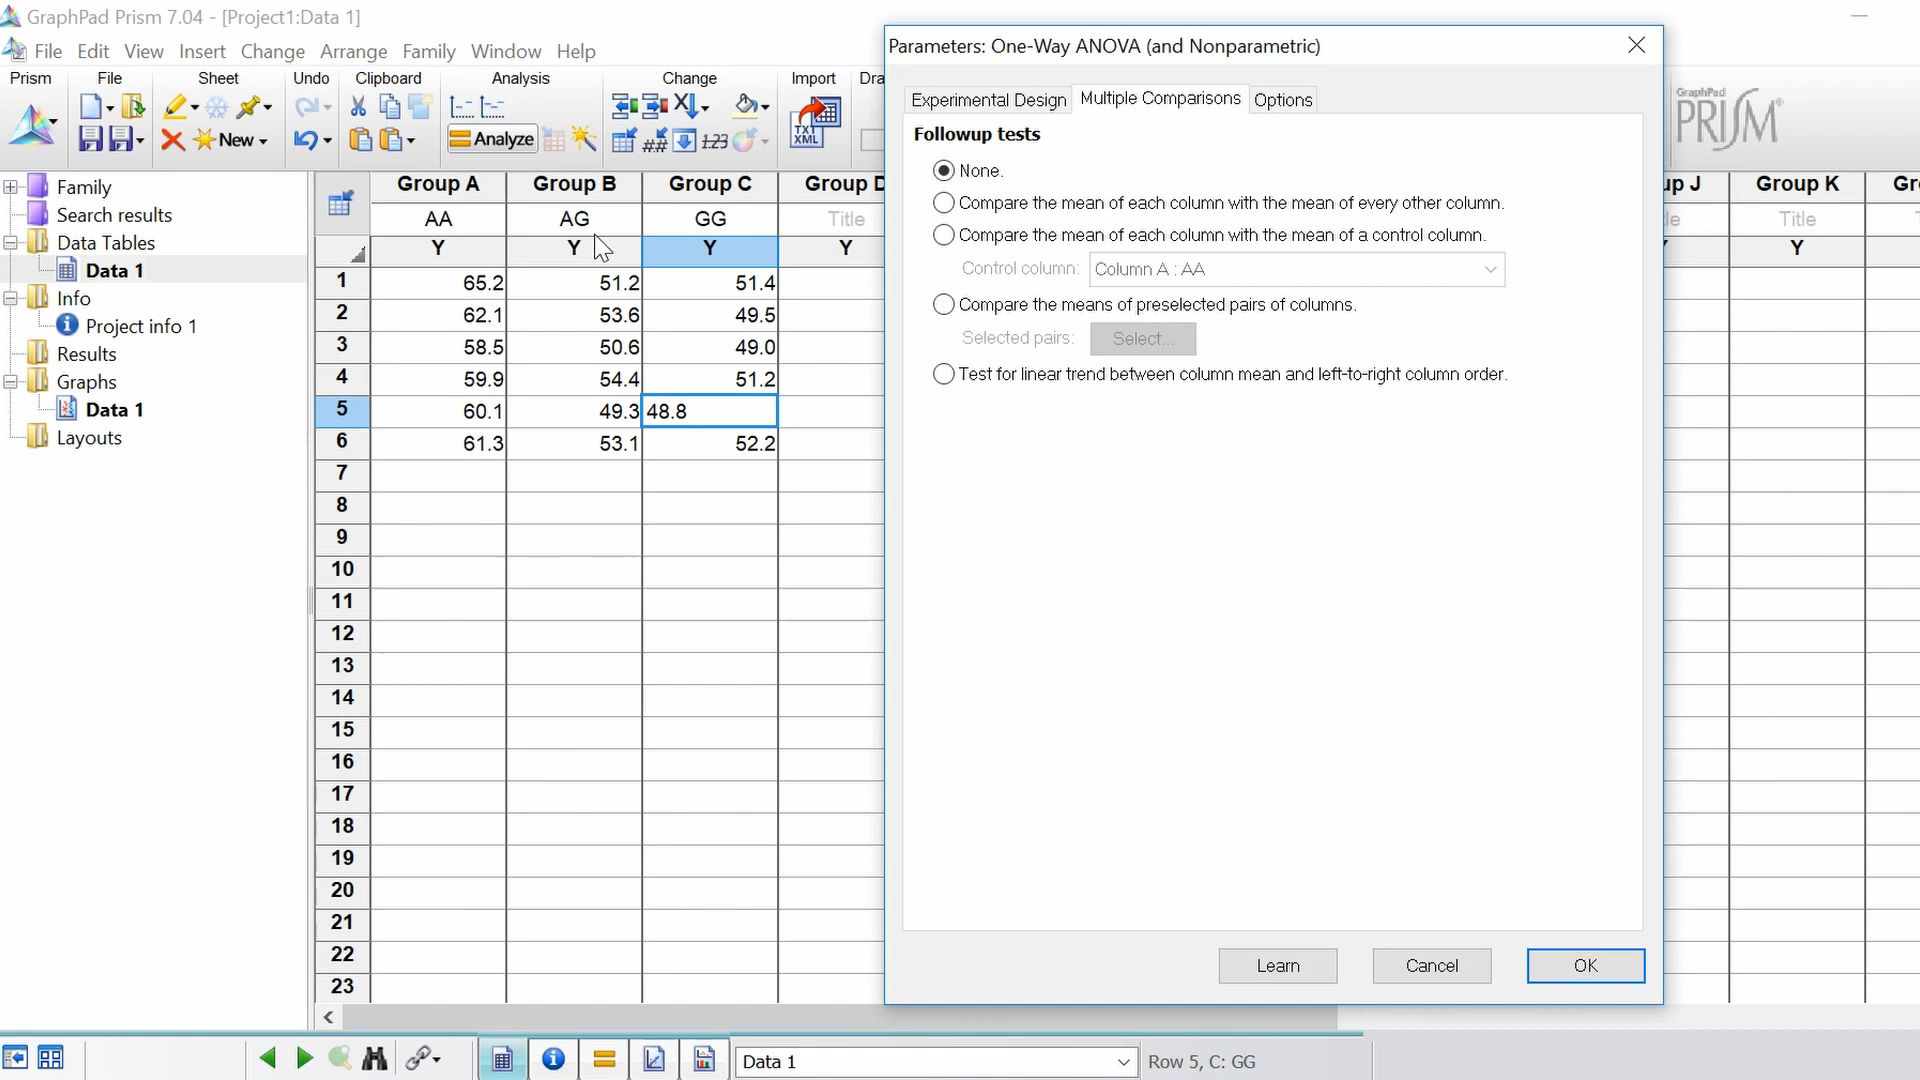 GraphPad Prism 7.04 - [Project1:Data 1]
File Edit View Insert Change Arrange Family Window Help
Prism File Sheet Undo Clipboard Analysis Change Import Dra
New
Analyze
TXT
XML
GraphPad
PRISM
Family
Search results
Data Tables
Data 1
Info
Project info 1
Results
Graphs
Data 1
Layouts
Group A Group B Group C Group D
AA AG GG Title
Y Y Y Y
1 65.2 51.2 51.4
2 62.1 53.6 49.5
3 58.5 50.6 49.0
4 59.9 54.4 51.2
5 60.1 49.3 48.8
6 61.3 53.1 52.2
7
8
9
10
11
12
13
14
15
16
17
18
19
20
21
22
23
up J Group K Gr
Title
Y
Parameters: One-Way ANOVA (and Nonparametric)
Experimental Design Multiple Comparisons Options
Followup tests
None.
Compare the mean of each column with the mean of every other column.
Compare the mean of each column with the mean of a control column.
Control column: Column A : AA
Compare the means of preselected pairs of columns.
Selected pairs: Select...
Test for linear trend between column mean and left-to-right column order.
Learn Cancel OK
Data 1
Row 5, C: GG